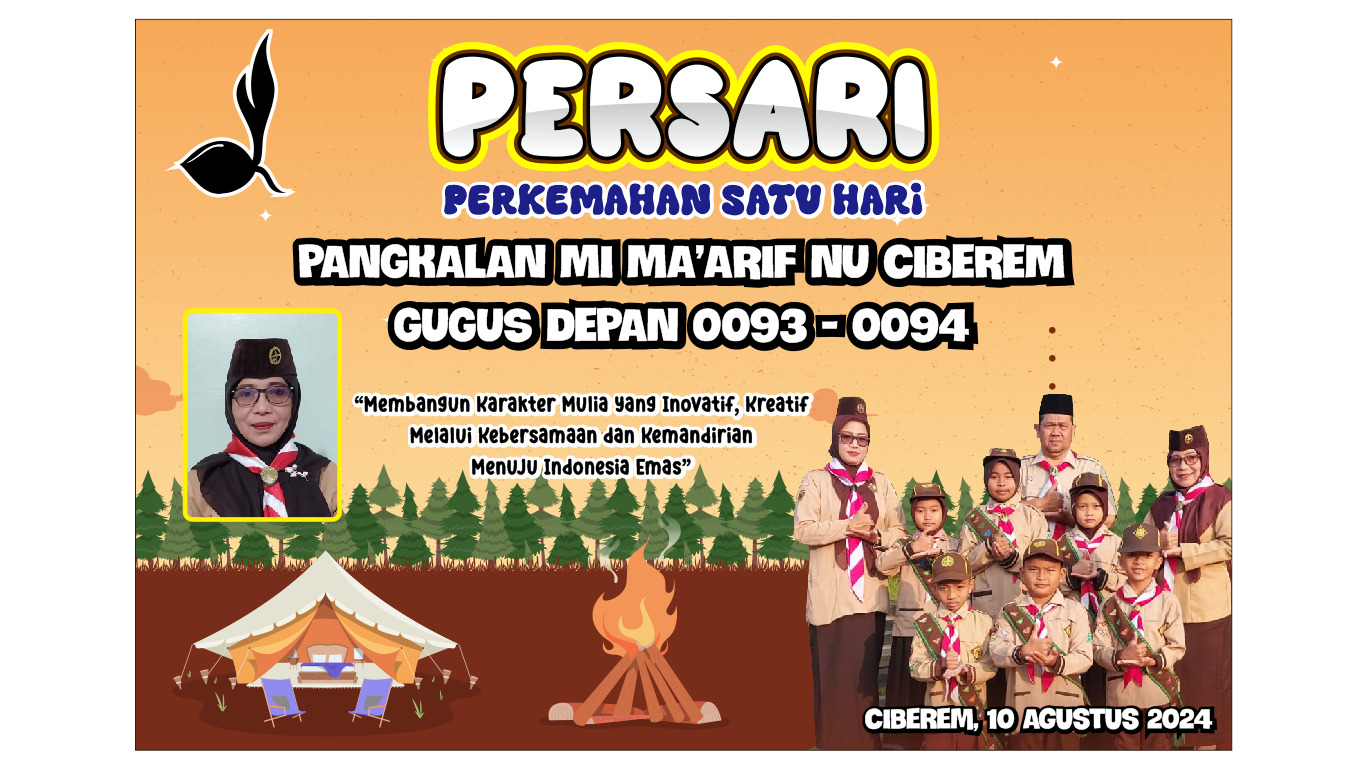 PERSARI
PERKEMAHAN SATU HARi
PANGKALAN MI MA'ARIF NU CIBEREM
GUGUS DEPAN 0093 - 0094
“Membangun Karakter Mulia yang Inovatif, Kreatif
Melalui Kebersamaan dan Kemandirian
Menuju Indonesia Emas”
CIBEREM, 10 AGUSTUS 2024